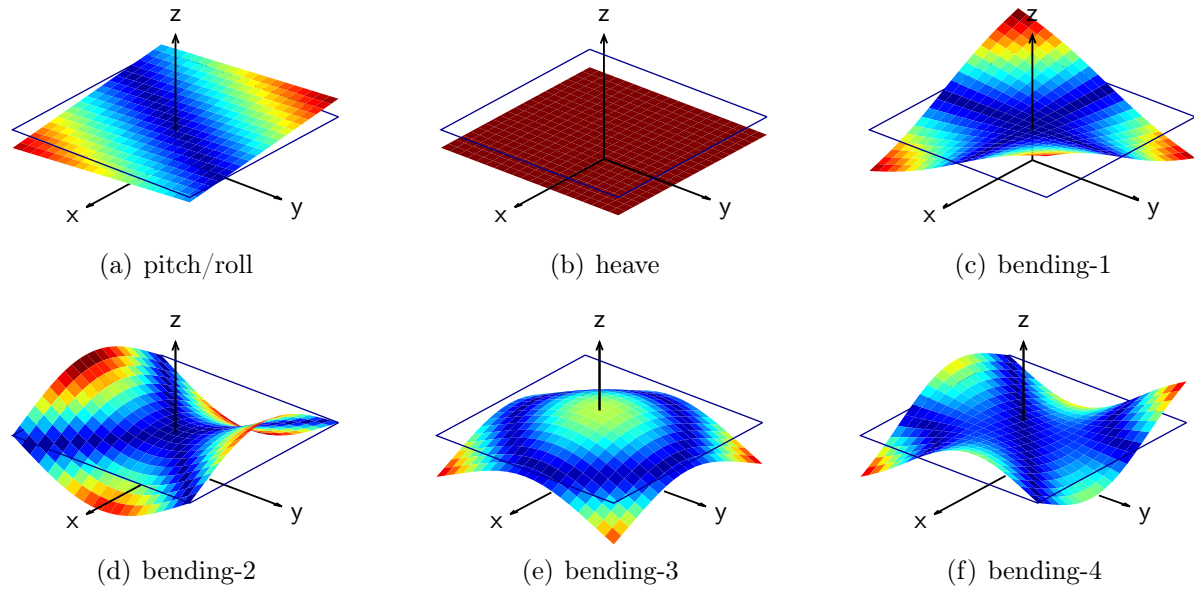 z
x
y
(a) pitch/roll
z
x
y
(b) heave
z
x
y
(c) bending-1
z
x
y
(d) bending-2
z
x
y
(e) bending-3
z
x
y
(f) bending-4